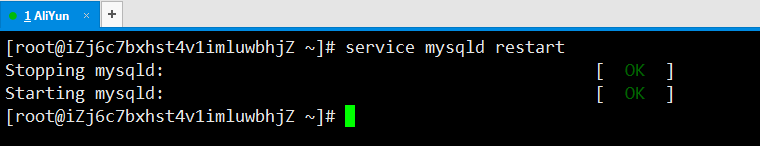 1 AliYun × +
[root@iZj6c7bxhst4v1imluwbhjZ ~]# service mysqld restart
Stopping mysqld: [ OK ]
Starting mysqld: [ OK ]
[root@iZj6c7bxhst4v1imluwbhjZ ~]#